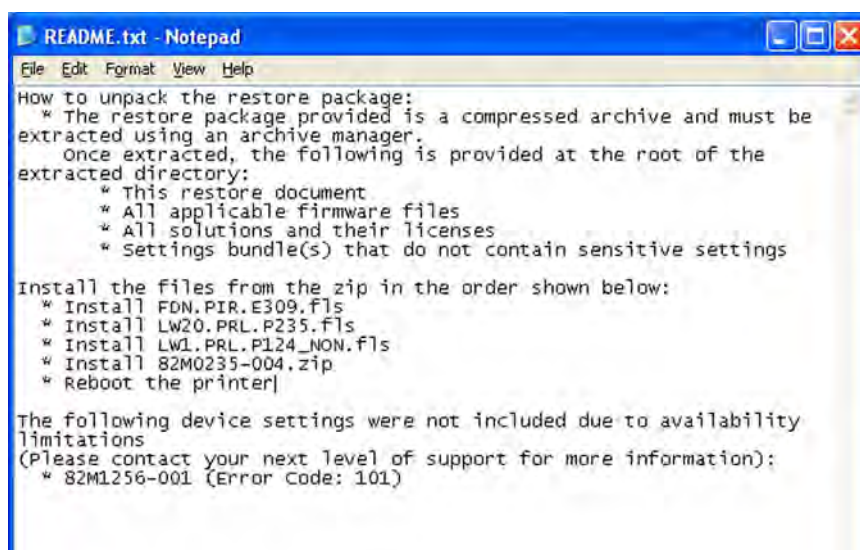 README.txt - Notepad
File Edit Format View Help
How to unpack the restore package:
* The restore package provided is a compressed archive and must be
extracted using an archive manager.
Once extracted, the following is provided at the root of the
extracted directory:
* This restore document
* All applicable firmware files
* All solutions and their licenses
* Settings bundle(s) that do not contain sensitive settings
Install the files from the zip in the order shown below:
* Install FDN.PIR.E309.fls
* Install LW20.PRL.P235.fls
* Install LW1.PRL.P124_NON.fls
* Install 82M0235-004.zip
* Reboot the printer
The following device settings were not included due to availability
limitations
(Please contact your next level of support for more information):
* 82M1256-001 (Error Code: 101)